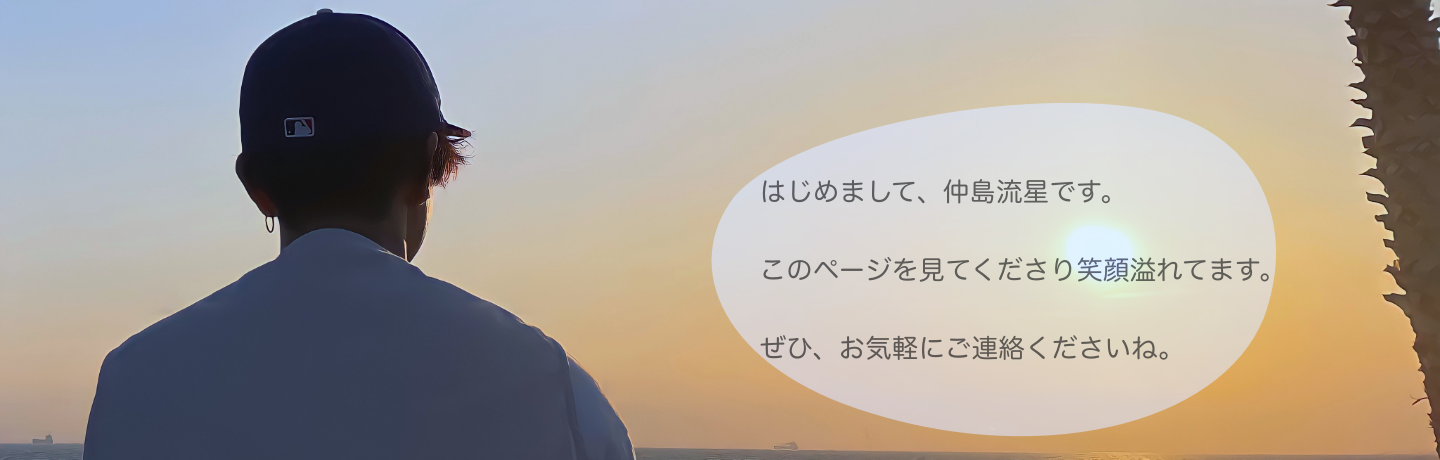 はじめまして、仲島流星です。
このページを見てくださり笑顔溢れてます。
ぜひ、お気軽にご連絡くださいね。